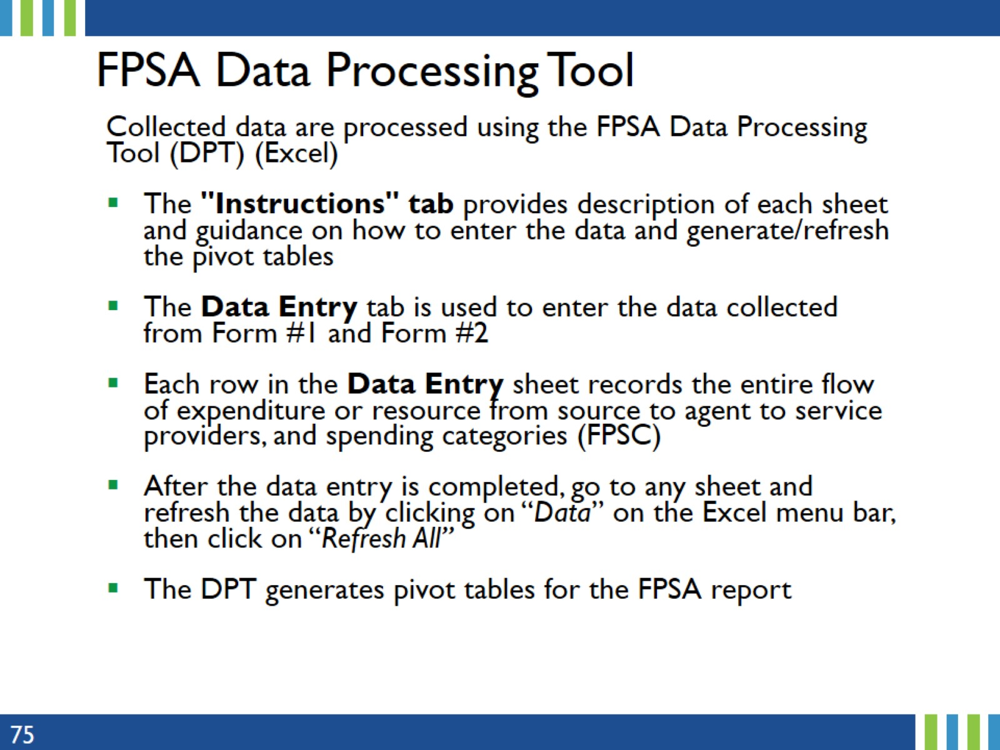 FPSA Data Processing Tool
Collected data are processed using the FPSA Data Processing
Tool (DPT) (Excel)
▪ The "Instructions" tab provides description of each sheet
and guidance on how to enter the data and generate/refresh
the pivot tables
▪ The Data Entry tab is used to enter the data collected
from Form #1 and Form #2
▪ Each row in the Data Entry sheet records the entire flow
of expenditure or resource from source to agent to service
providers, and spending categories (FPSC)
▪ After the data entry is completed, go to any sheet and
refresh the data by clicking on “Data” on the Excel menu bar,
then click on “Refresh All”
▪ The DPT generates pivot tables for the FPSA report
75